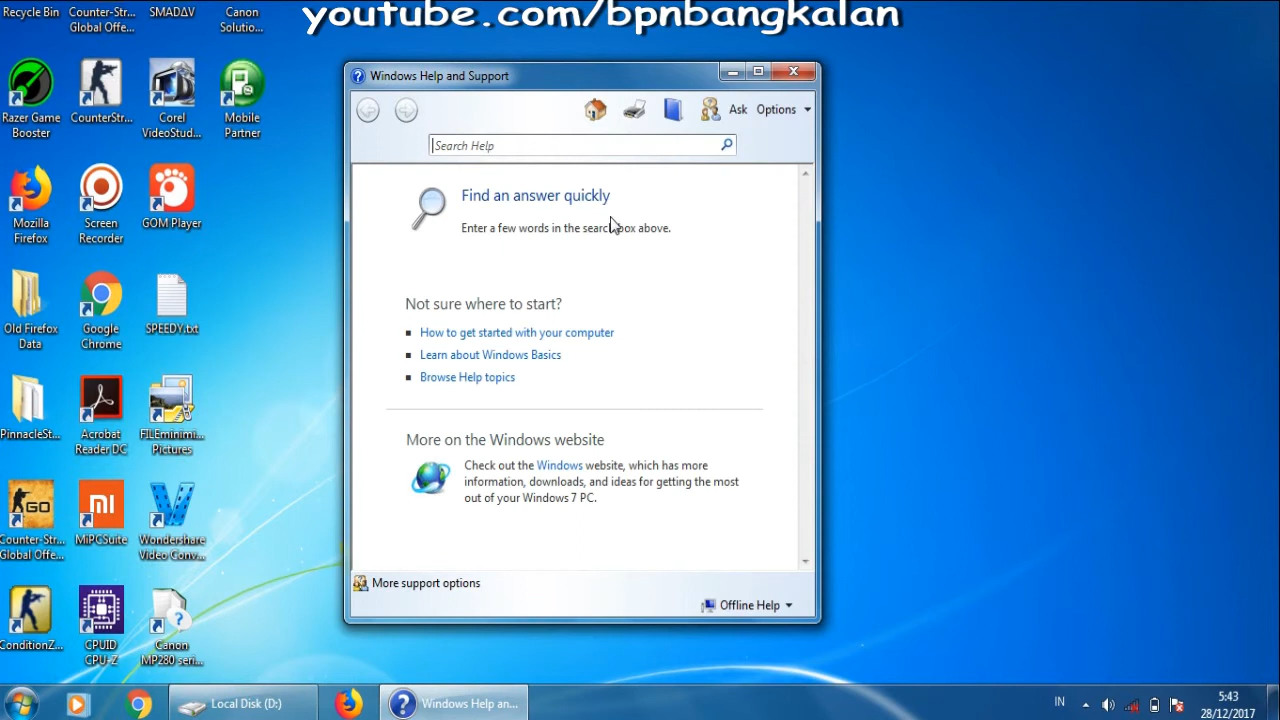 youtube.com/bpnbangkalan
Recycle Bin
Counter-Str...
Global Offe...
SMADΔV
Canon
Solutio...
Razer Game
Booster
CounterStr...
Corel
VideoStud...
Mobile
Partner
Mozilla
Firefox
Screen
Recorder
GOM Player
Old Firefox
Data
Google
Chrome
SPEEDY.txt
PinnacleSt...
Acrobat
Reader DC
FILEminimi...
Pictures
GO
Counter-Str...
Global Offe...
MiPCSuite
Wondershare
Video Conv...
ConditionZ...
CPUID
CPU-Z
Canon
MP280 seri...
Windows Help and Support
Ask
Options
Search Help
Find an answer quickly
Enter a few words in the search box above.
Not sure where to start?
How to get started with your computer
Learn about Windows Basics
Browse Help topics
More on the Windows website
Check out the Windows website, which has more
information, downloads, and ideas for getting the most
out of your Windows 7 PC.
More support options
Offline Help
Local Disk (D:)
Windows Help an...
IN
5:43
28/12/2017